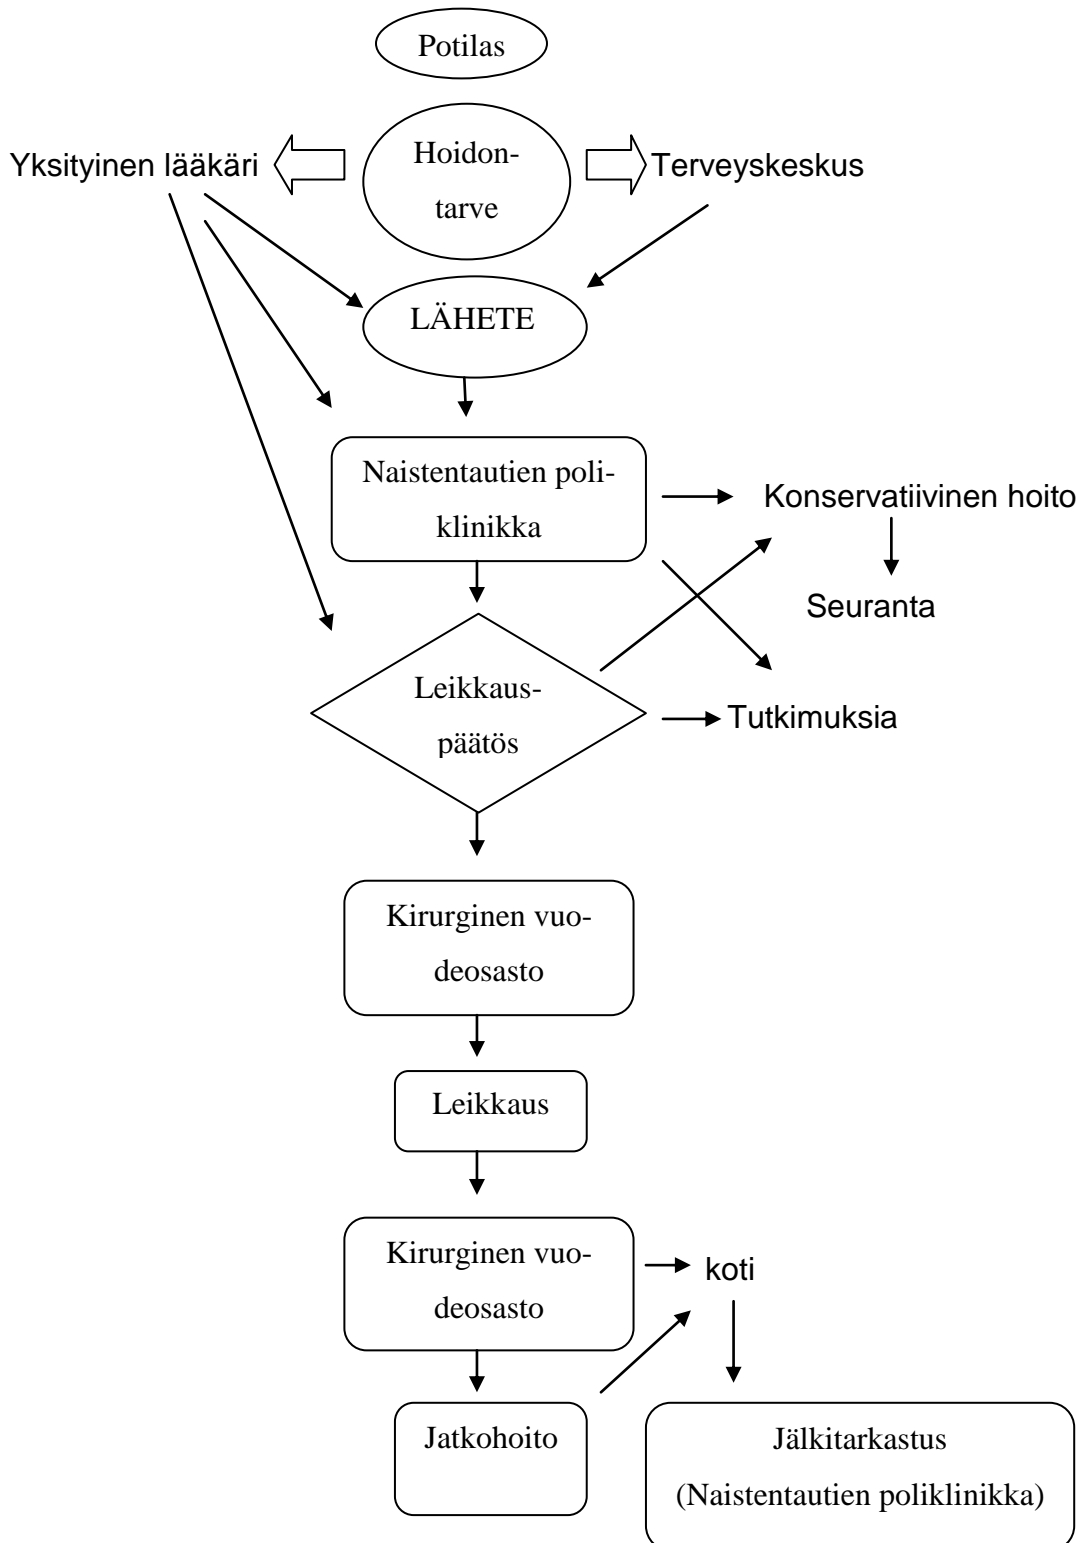 Potilas
Yksityinen lääkäri
Hoidon-
tarve
Terveyskeskus
LÄHETE
Naistentautien poli-
klinikka
Konservatiivinen hoito
Seuranta
Leikkaus-
päätös
Tutkimuksia
Kirurginen vuo-
deosasto
Leikkaus
Kirurginen vuo-
deosasto
koti
Jatkohoito
Jälkitarkastus
(Naistentautien poliklinikka)